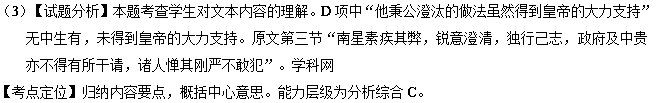 （3）【试题分析】本题考查学生对文本内容的理解。D 项中“他秉公澄汰的做法虽然得到皇帝的大力支持”
无中生有，未得到皇帝的大力支持。原文第三节“南星素疾其弊，锐意澄清，独行己志，政府及中贵
亦不得有所干请，诸人惮其刚严不敢犯”。学科网
【考点定位】归纳内容要点，概括中心意思。能力层级为分析综合 C。